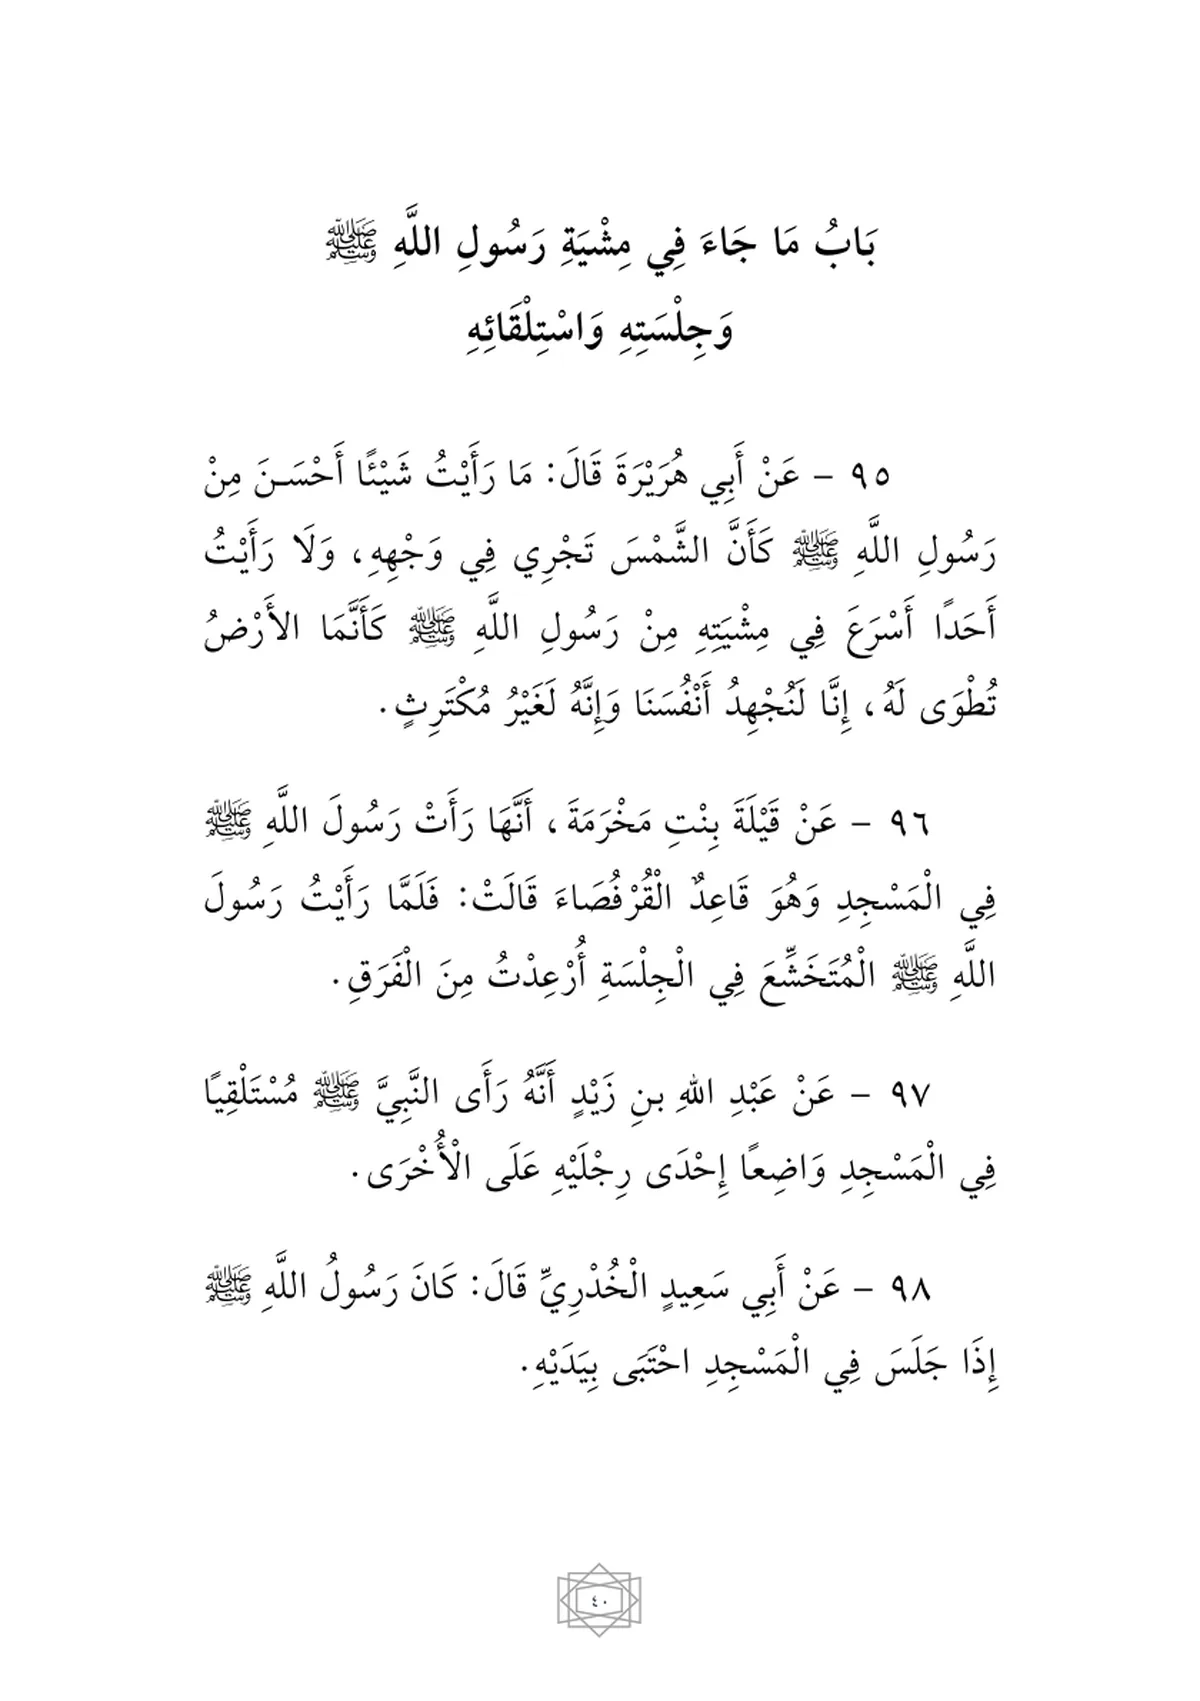 بَابُ مَا جَاءَ فِي مِشْيَةِ رَسُولِ اللَّهِ ﷺ
وَجِلْسَتِهِ وَاسْتِلْقَائِهِ
٩٥ – عَنْ أَبِي هُرَيْرَةَ قَالَ: مَا رَأَيْتُ شَيْئًا أَحْسَـنَ مِنْ
رَسُولِ اللَّهِ ﷺ كَأَنَّ الشَّمْسَ تَجْرِي فِي وَجْهِهِ، وَلَا رَأَيْتُ
أَحَدًا أَسْرَعَ فِي مِشْيَتِهِ مِنْ رَسُولِ اللَّهِ ﷺ كَأَنَّمَا الأَرْضُ
تُطْوَى لَهُ، إِنَّا لَنُجْهِدُ أَنْفُسَنَا وَإِنَّهُ لَغَيْرُ مُكْتَرِثٍ.
٩٦ – عَنْ قَيْلَةَ بِنْتِ مَخْرَمَةَ، أَنَّهَا رَأَتْ رَسُولَ اللَّهِ ﷺ
فِي الْمَسْجِدِ وَهُوَ قَاعِدٌ الْقُرْفُصَاءَ قَالَتْ: فَلَمَّا رَأَيْتُ رَسُولَ
اللَّهِ ﷺ الْمُتَخَشِّعَ فِي الْجِلْسَةِ أُرْعِدْتُ مِنَ الْفَرَقِ.
٩٧ – عَنْ عَبْدِ اللهِ بنِ زَيْدٍ أَنَّهُ رَأَى النَّبِيَّ ﷺ مُسْتَلْقِيًا
فِي الْمَسْجِدِ وَاضِعًا إِحْدَى رِجْلَيْهِ عَلَى الْأُخْرَى.
٩٨ – عَنْ أَبِي سَعِيدٍ الْخُدْرِيِّ قَالَ: كَانَ رَسُولُ اللَّهِ ﷺ
إِذَا جَلَسَ فِي الْمَسْجِدِ احْتَبَى بِيَدَيْهِ.
٤٠